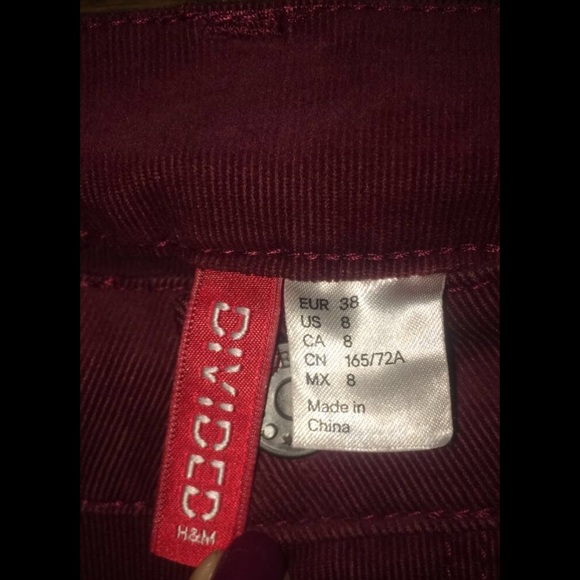 DIVIDED
H&M
EUR 38
US 8
CA 8
CN 165/72A
MX 8
Made in
China